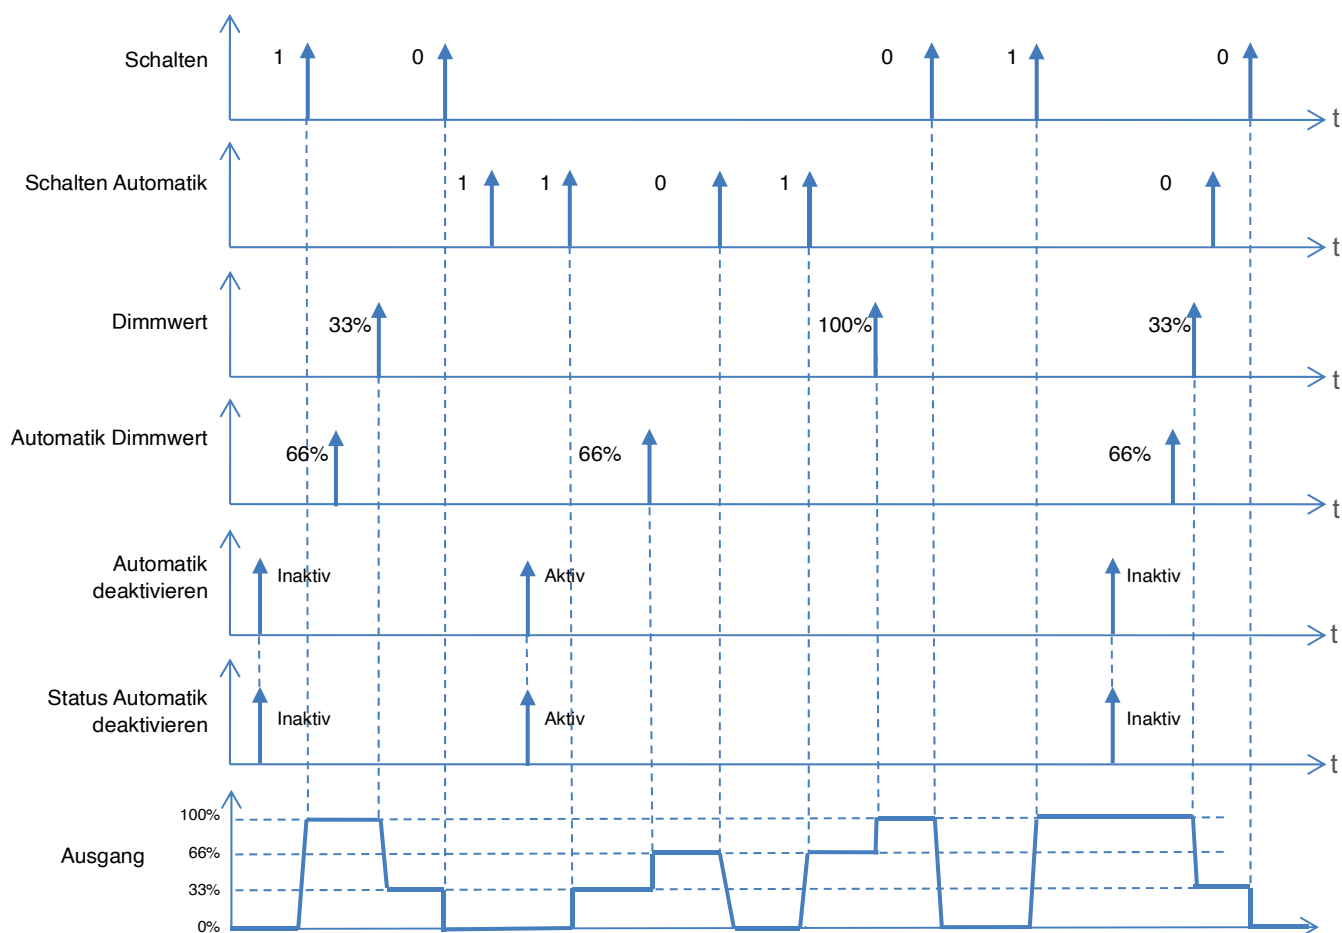 Schalten
1
0
0
1
0
t
Schalten Automatik
1
1
0
1
0
t
Dimmwert
33%
100%
33%
t
Automatik Dimmwert
66%
66%
66%
t
Automatik
deaktivieren
Inaktiv
Aktiv
Inaktiv
t
Status Automatik
deaktivieren
Inaktiv
Aktiv
Inaktiv
t
Ausgang
100%
66%
33%
0%